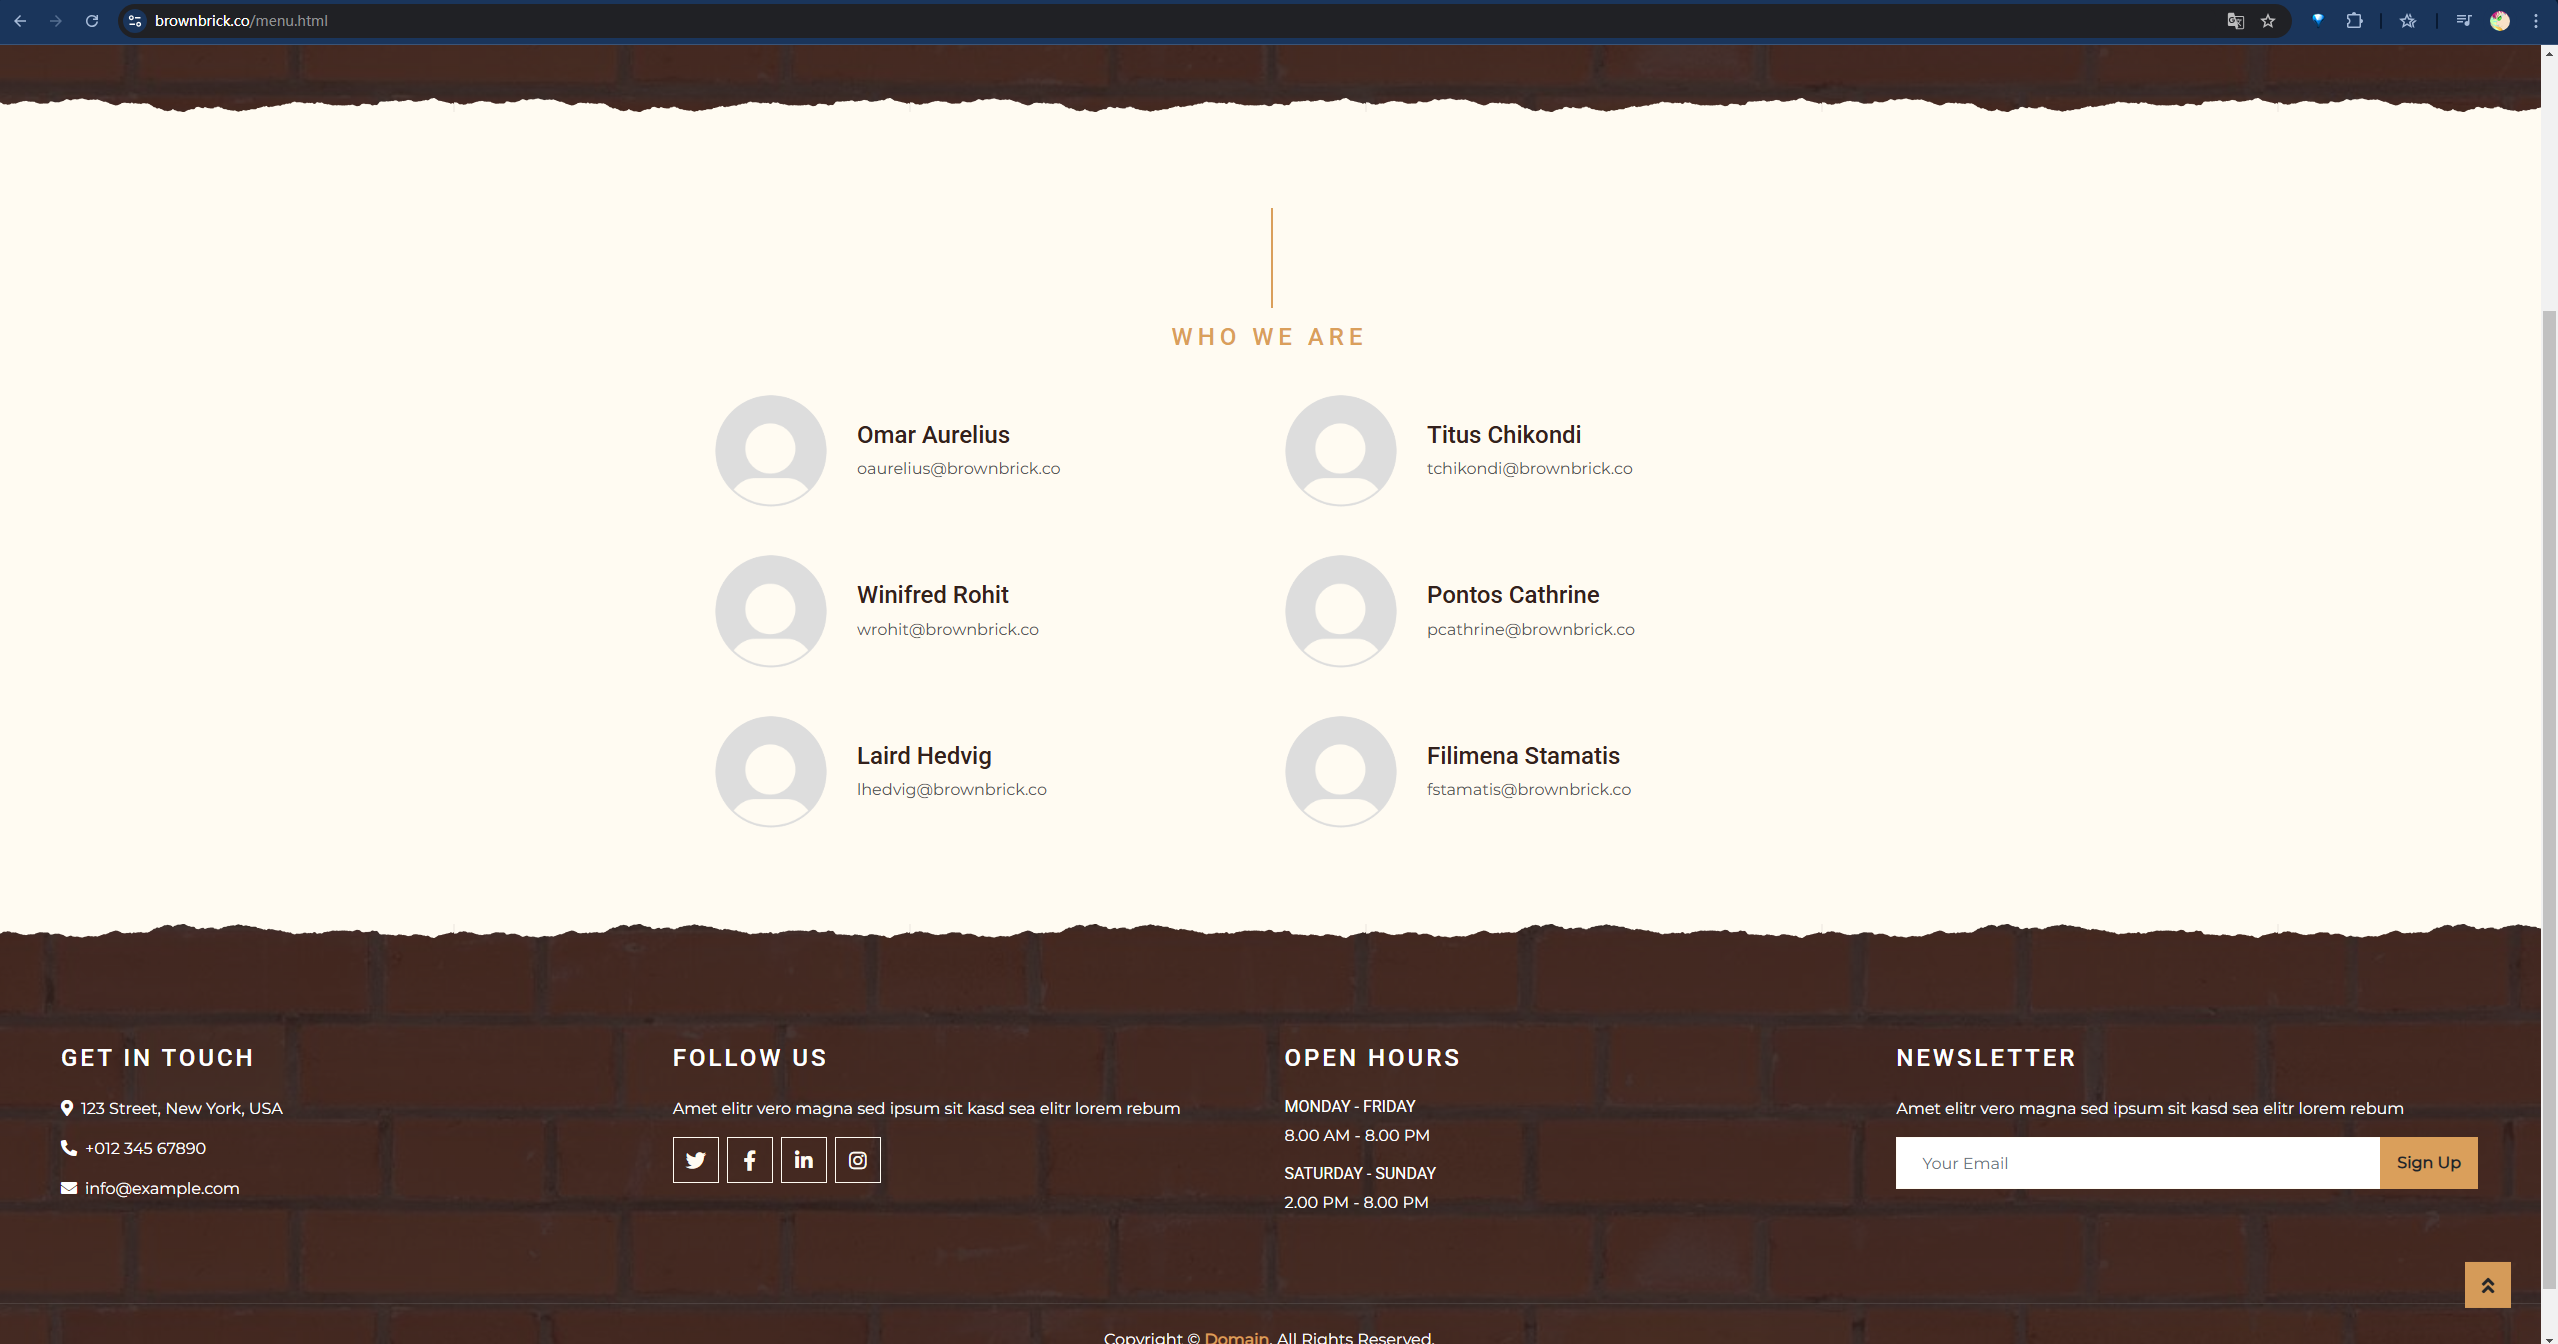 brownbrick.co/menu.html
WHO WE ARE
Omar Aurelius
oaurelius@brownbrick.co
Titus Chikondi
tchikondi@brownbrick.co
Winifred Rohit
wrohit@brownbrick.co
Pontos Cathrine
pcathrine@brownbrick.co
Laird Hedvig
lhedvig@brownbrick.co
Filimena Stamatis
fstamatis@brownbrick.co
GET IN TOUCH
123 Street, New York, USA
+012 345 67890
info@example.com
FOLLOW US
Amet elitr vero magna sed ipsum sit kasd sea elitr lorem rebum
OPEN HOURS
MONDAY - FRIDAY
8.00 AM - 8.00 PM
SATURDAY - SUNDAY
2.00 PM - 8.00 PM
NEWSLETTER
Amet elitr vero magna sed ipsum sit kasd sea elitr lorem rebum
Your Email
Sign Up
Copyright © Domain. All Rights Reserved.